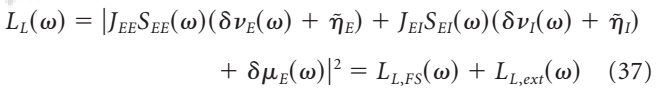 L_L(ω) = |J_EE S_EE(ω)(δν_E(ω) + η̃_E) + J_EI S_EI(ω)(δν_I(ω) + η̃_I)
+ δμ_E(ω)|² = L_L,FS(ω) + L_L,ext(ω) (37)